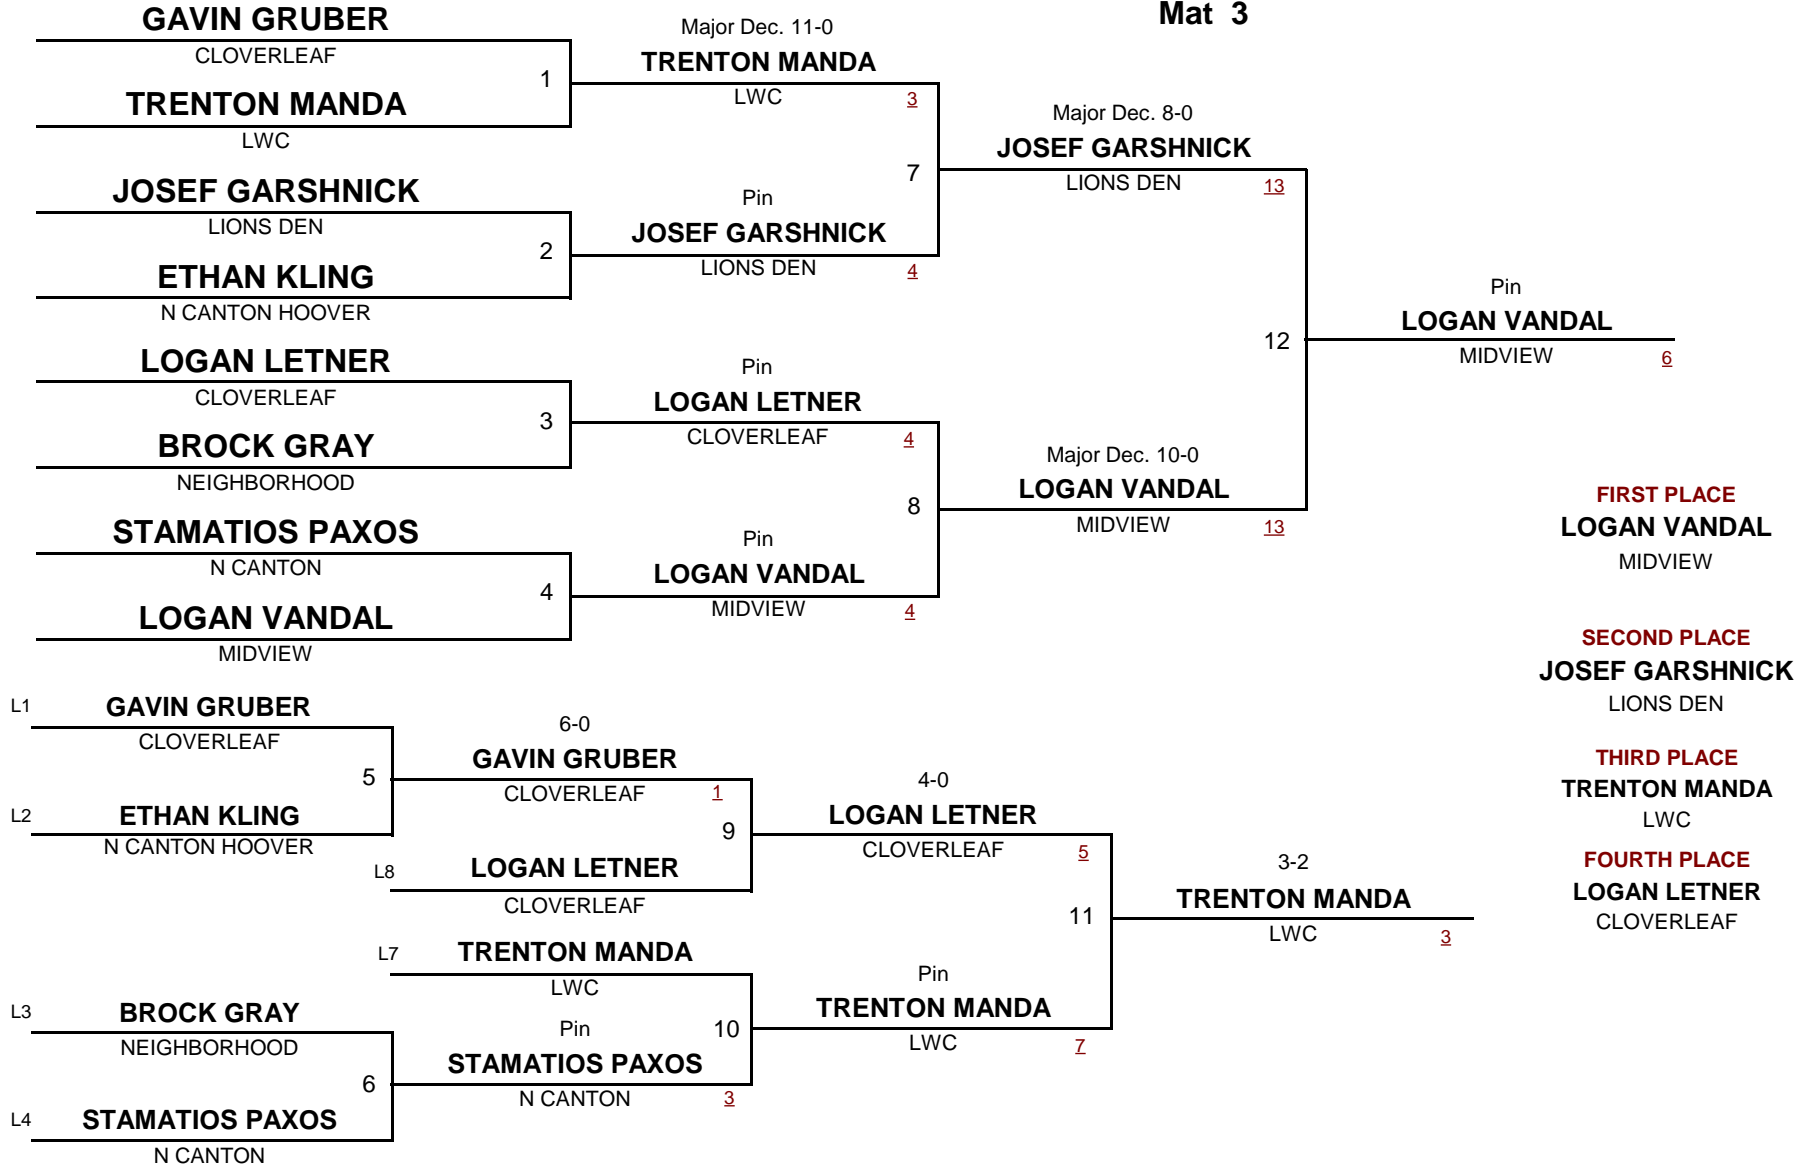 Mat 3
GAVIN GRUBER
CLOVERLEAF
1
TRENTON MANDA
LWC
JOSEF GARSHNICK
LIONS DEN
2
ETHAN KLING
N CANTON HOOVER
LOGAN LETNER
CLOVERLEAF
3
BROCK GRAY
NEIGHBORHOOD
STAMATIOS PAXOS
N CANTON
4
LOGAN VANDAL
MIDVIEW
Major Dec. 11-0
TRENTON MANDA
LWC 3
7
Pin
JOSEF GARSHNICK
LIONS DEN 4
Pin
LOGAN LETNER
CLOVERLEAF 4
8
Pin
LOGAN VANDAL
MIDVIEW 4
Major Dec. 8-0
JOSEF GARSHNICK
LIONS DEN 13
12
Major Dec. 10-0
LOGAN VANDAL
MIDVIEW 13
Pin
LOGAN VANDAL
MIDVIEW 6
FIRST PLACE
LOGAN VANDAL
MIDVIEW
SECOND PLACE
JOSEF GARSHNICK
LIONS DEN
THIRD PLACE
TRENTON MANDA
LWC
FOURTH PLACE
LOGAN LETNER
CLOVERLEAF
L1 GAVIN GRUBER
CLOVERLEAF
5
L2 ETHAN KLING
N CANTON HOOVER
L3 BROCK GRAY
NEIGHBORHOOD
6
L4 STAMATIOS PAXOS
N CANTON
6-0
GAVIN GRUBER
CLOVERLEAF 1
9
L8 LOGAN LETNER
CLOVERLEAF
L7 TRENTON MANDA
LWC
Pin 10
STAMATIOS PAXOS
N CANTON 3
4-0
LOGAN LETNER
CLOVERLEAF 5
11
Pin
TRENTON MANDA
LWC 7
3-2
TRENTON MANDA
LWC 3